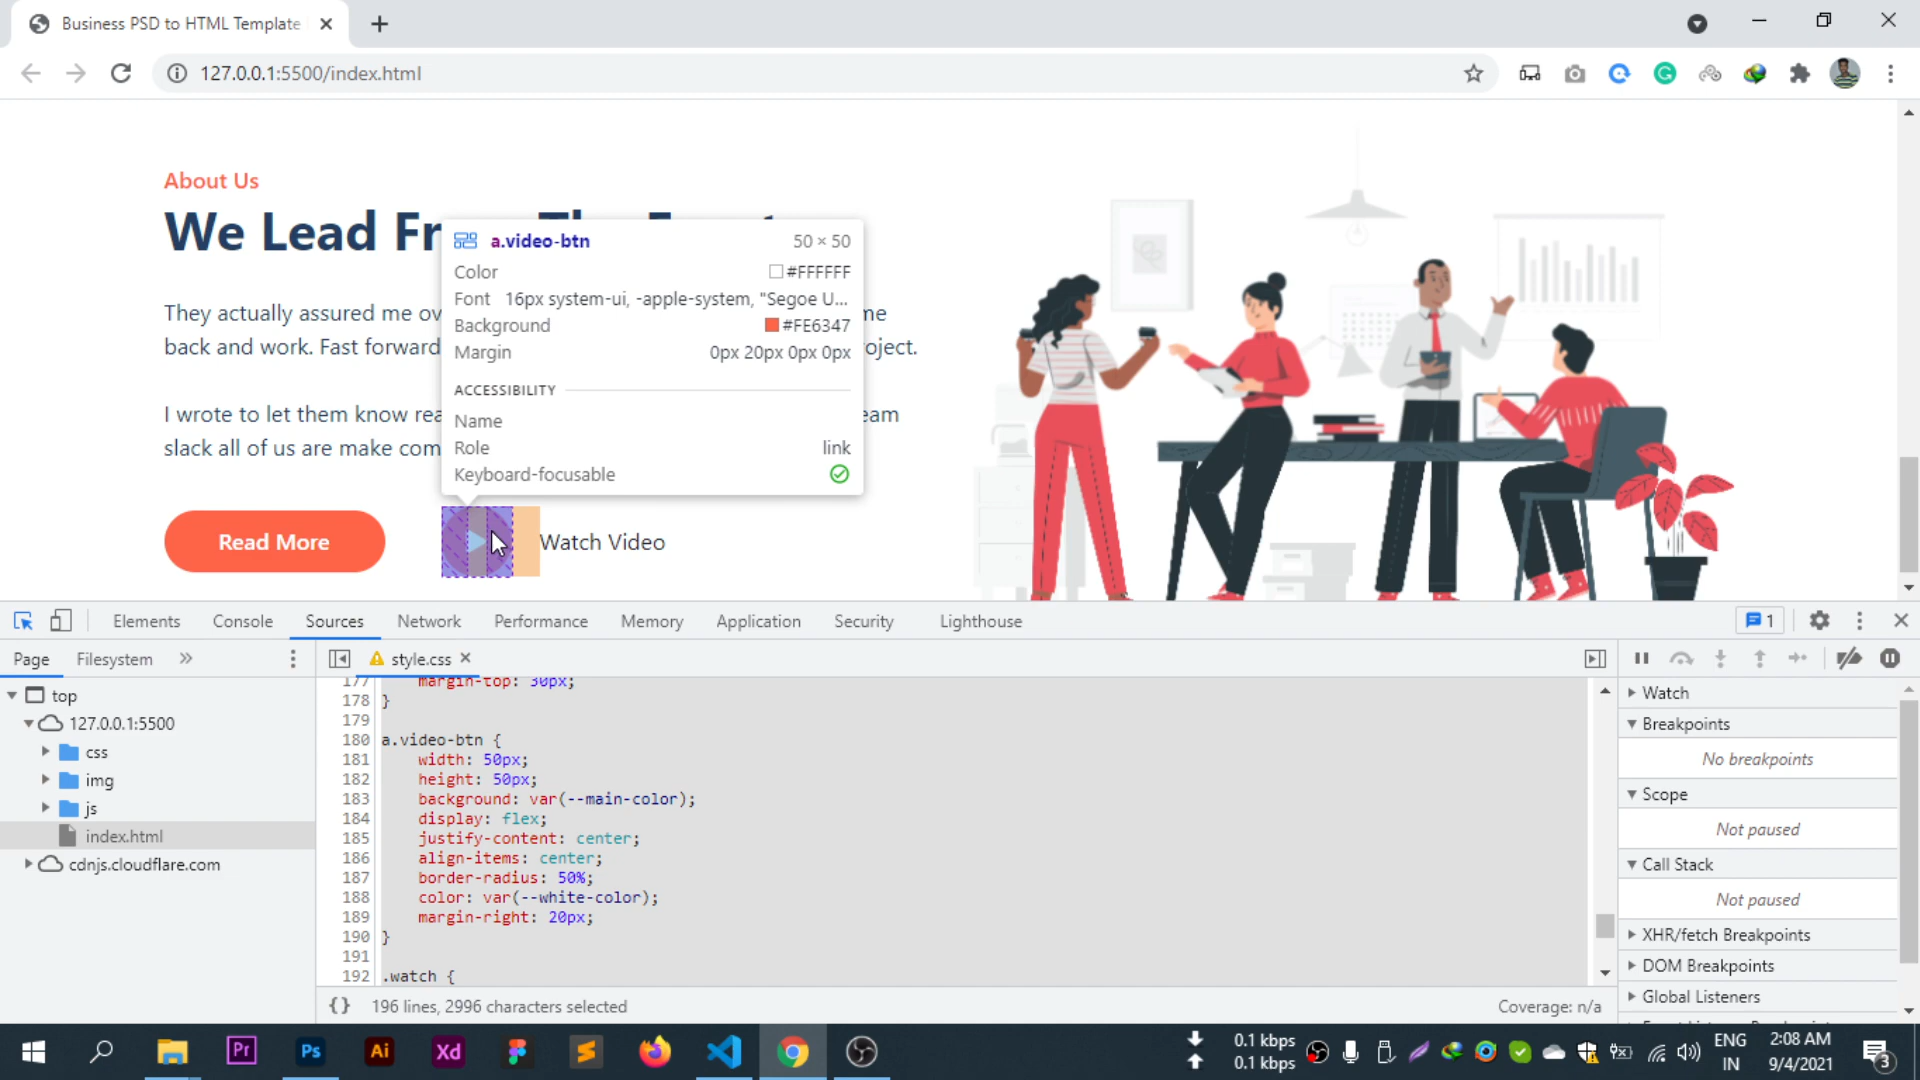 Business PSD to HTML Template
127.0.0.1:5500/index.html
About Us
We Lead
They actually assured me
back and work. Fast forward
I wrote to let them know
slack all of us are make
a.video-btn 50 × 50
Color #FFFFFF
Font 16px system-ui, -apple-system, "Segoe U...
Background #FE6347
Margin 0px 20px 0px 0px
ACCESSIBILITY
Name
Role link
Keyboard-focusable
Read More
Watch Video
Elements Console Sources Network Performance Memory Application Security Lighthouse 1
Page Filesystem »
style.css
top
127.0.0.1:5500
css
img
js
index.html
cdnjs.cloudflare.com
177 margin-top: 30px;
178 }
179
180 a.video-btn {
181 width: 50px;
182 height: 50px;
183 background: var(--main-color);
184 display: flex;
185 justify-content: center;
186 align-items: center;
187 border-radius: 50%;
188 color: var(--white-color);
189 margin-right: 20px;
190 }
191
192 .watch {
{} 196 lines, 2996 characters selected Coverage: n/a
Watch
Breakpoints
No breakpoints
Scope
Not paused
Call Stack
Not paused
XHR/fetch Breakpoints
DOM Breakpoints
Global Listeners
Pr Ps Ai Xd
0.1 kbps
0.1 kbps
ENG
IN
2:08 AM
9/4/2021
3